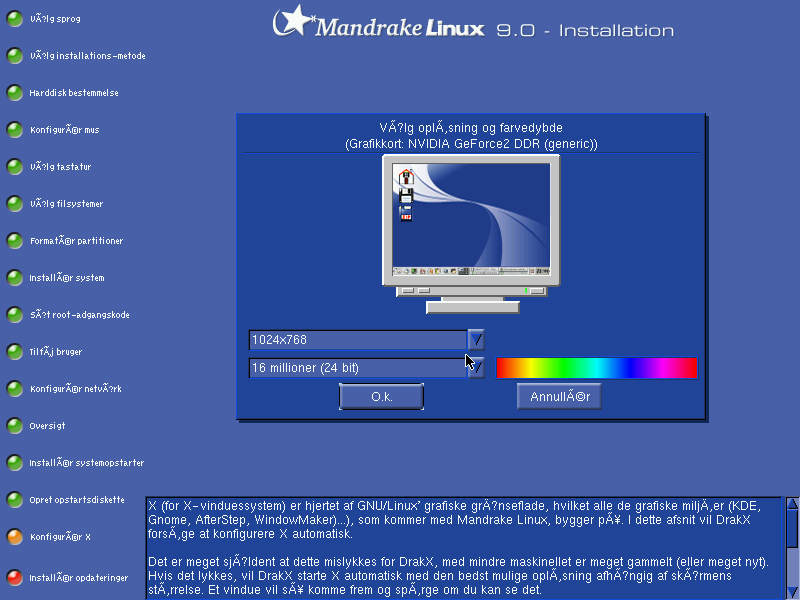 Mandrake Linux 9.0 - Installation
VÃ?lg sprog
VÃ?lg installations-metode
Harddisk bestemmelse
KonfigurÃ©r mus
VÃ?lg tastatur
VÃ?lg filsystemer
FormatÃ©r partitioner
InstallÃ©r system
SÃ?t root-adgangskode
TilfÃ¸j bruger
KonfigurÃ©r netvÃ?rk
Oversigt
InstallÃ©r systemopstarter
Opret opstartsdiskette
KonfigurÃ©r X
InstallÃ©r opdateringer
VÃ?lg oplÃ¸sning og farvedybde
(Grafikkort: NVIDIA GeForce2 DDR (generic))
1024x768
16 millioner (24 bit)
O.k.
AnnullÃ©r
X (for X-vinduessystem) er hjertet af GNU/Linux' grafiske grÃ?nseflade, hvilket alle de grafiske miljÃ¸er (KDE,
Gnome, AfterStep, WindowMaker)...), som kommer med Mandrake Linux, bygger pÃ¥. I dette afsnit vil DrakX
forsÃ¸ge at konfigurere X automatisk.
Det er meget sjÃ?ldent at dette mislykkes for DrakX, med mindre maskinellet er meget gammelt (eller meget nyt).
Hvis det lykkes, vil DrakX starte X automatisk med den bedst mulige oplÃ¸sning afhÃ?ngig af skÃ?rmens
stÃ¸rrelse. Et vindue vil sÃ¥ komme frem og spÃ¸rge om du kan se det.